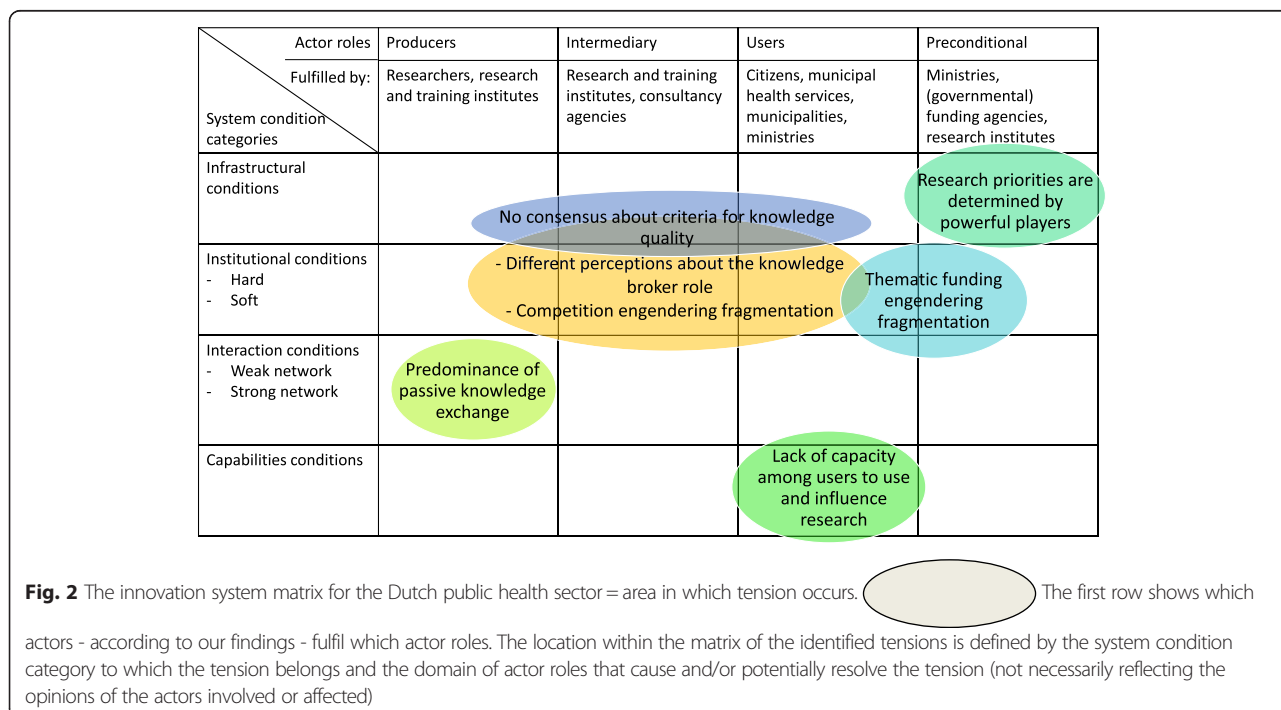 Actor roles
Producers
Intermediary
Users
Preconditional
Fulfilled by:
Researchers, research
and training institutes
Research and training
institutes, consultancy
agencies
Citizens, municipal
health services,
municipalities,
ministries
Ministries,
(governmental)
funding agencies,
research institutes
System condition
categories
Infrastructural
conditions
No consensus about criteria for knowledge
quality
Research priorities are
determined by
powerful players
Institutional conditions
- Hard
- Soft
- Different perceptions about the knowledge
broker role
- Competition engendering fragmentation
Thematic funding
engendering
fragmentation
Interaction conditions
- Weak network
- Strong network
Predominance of
passive knowledge
exchange
Capabilities conditions
Lack of capacity
among users to use
and influence
research
Fig. 2 The innovation system matrix for the Dutch public health sector = area in which tension occurs. The first row shows which
actors - according to our findings - fulfil which actor roles. The location within the matrix of the identified tensions is defined by the system condition
category to which the tension belongs and the domain of actor roles that cause and/or potentially resolve the tension (not necessarily reflecting the
opinions of the actors involved or affected)